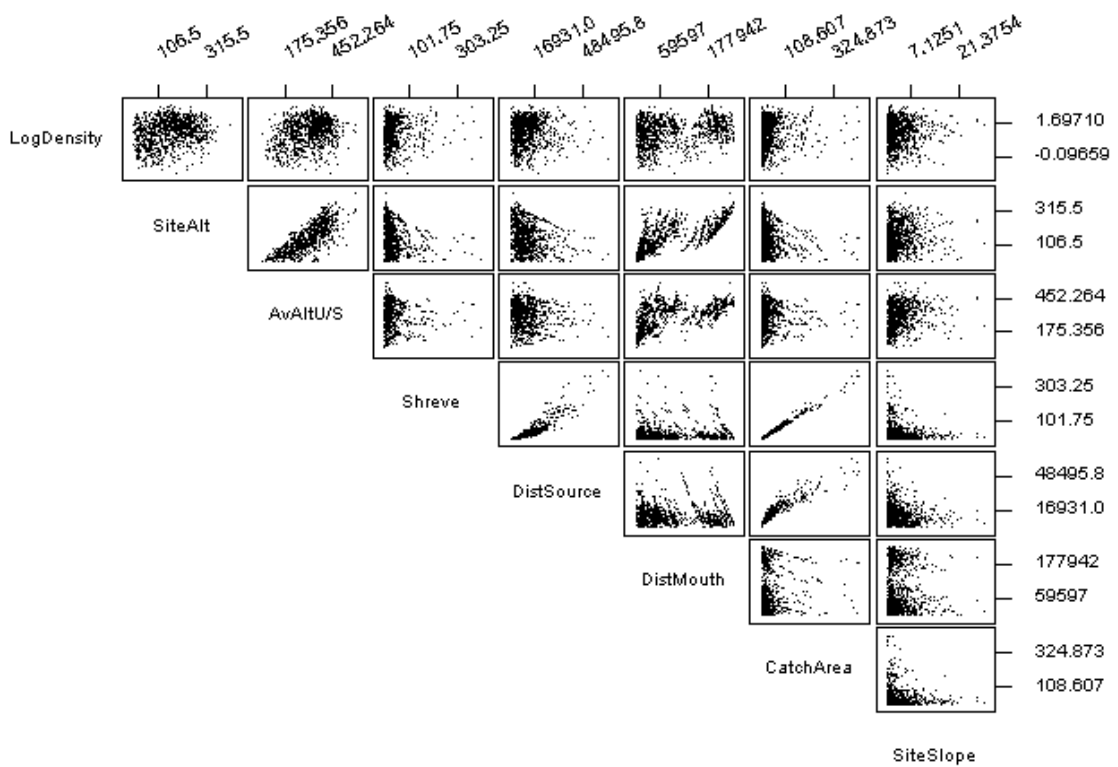 106.5 315.5 175.356 452.264 101.75 303.25 16931.0 48495.8 59597 177942 108.607 324.873 7.1251 21.3754
LogDensity 1.69710
-0.09659
SiteAlt 315.5
106.5
AvAltU/S 452.264
175.356
Shreve 303.25
101.75
DistSource 48495.8
16931.0
DistMouth 177942
59597
CatchArea 324.873
108.607
SiteSlope